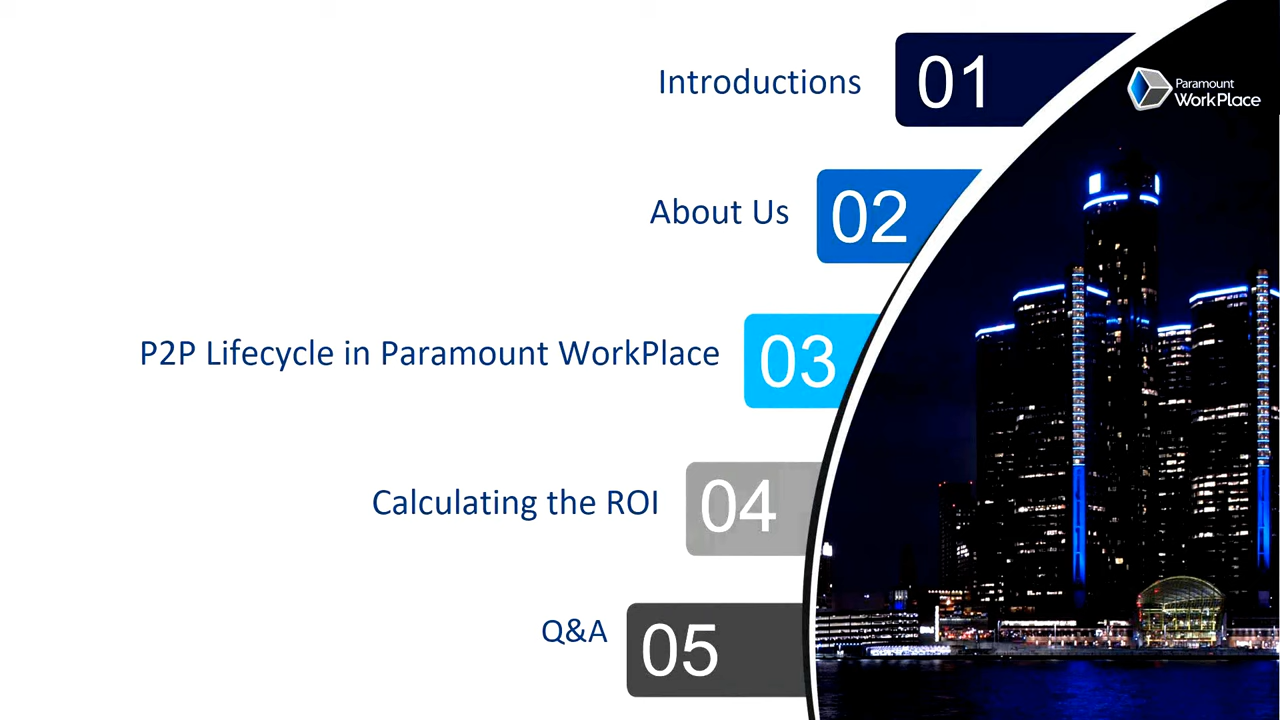 Introductions 01
Paramount
WorkPlace
About Us 02
P2P Lifecycle in Paramount WorkPlace 03
Calculating the ROI 04
Q&A 05